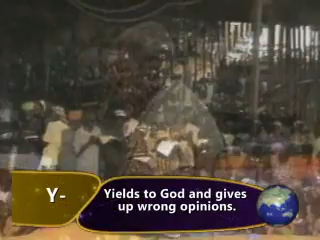 Y-
Yields to God and gives
up wrong opinions.